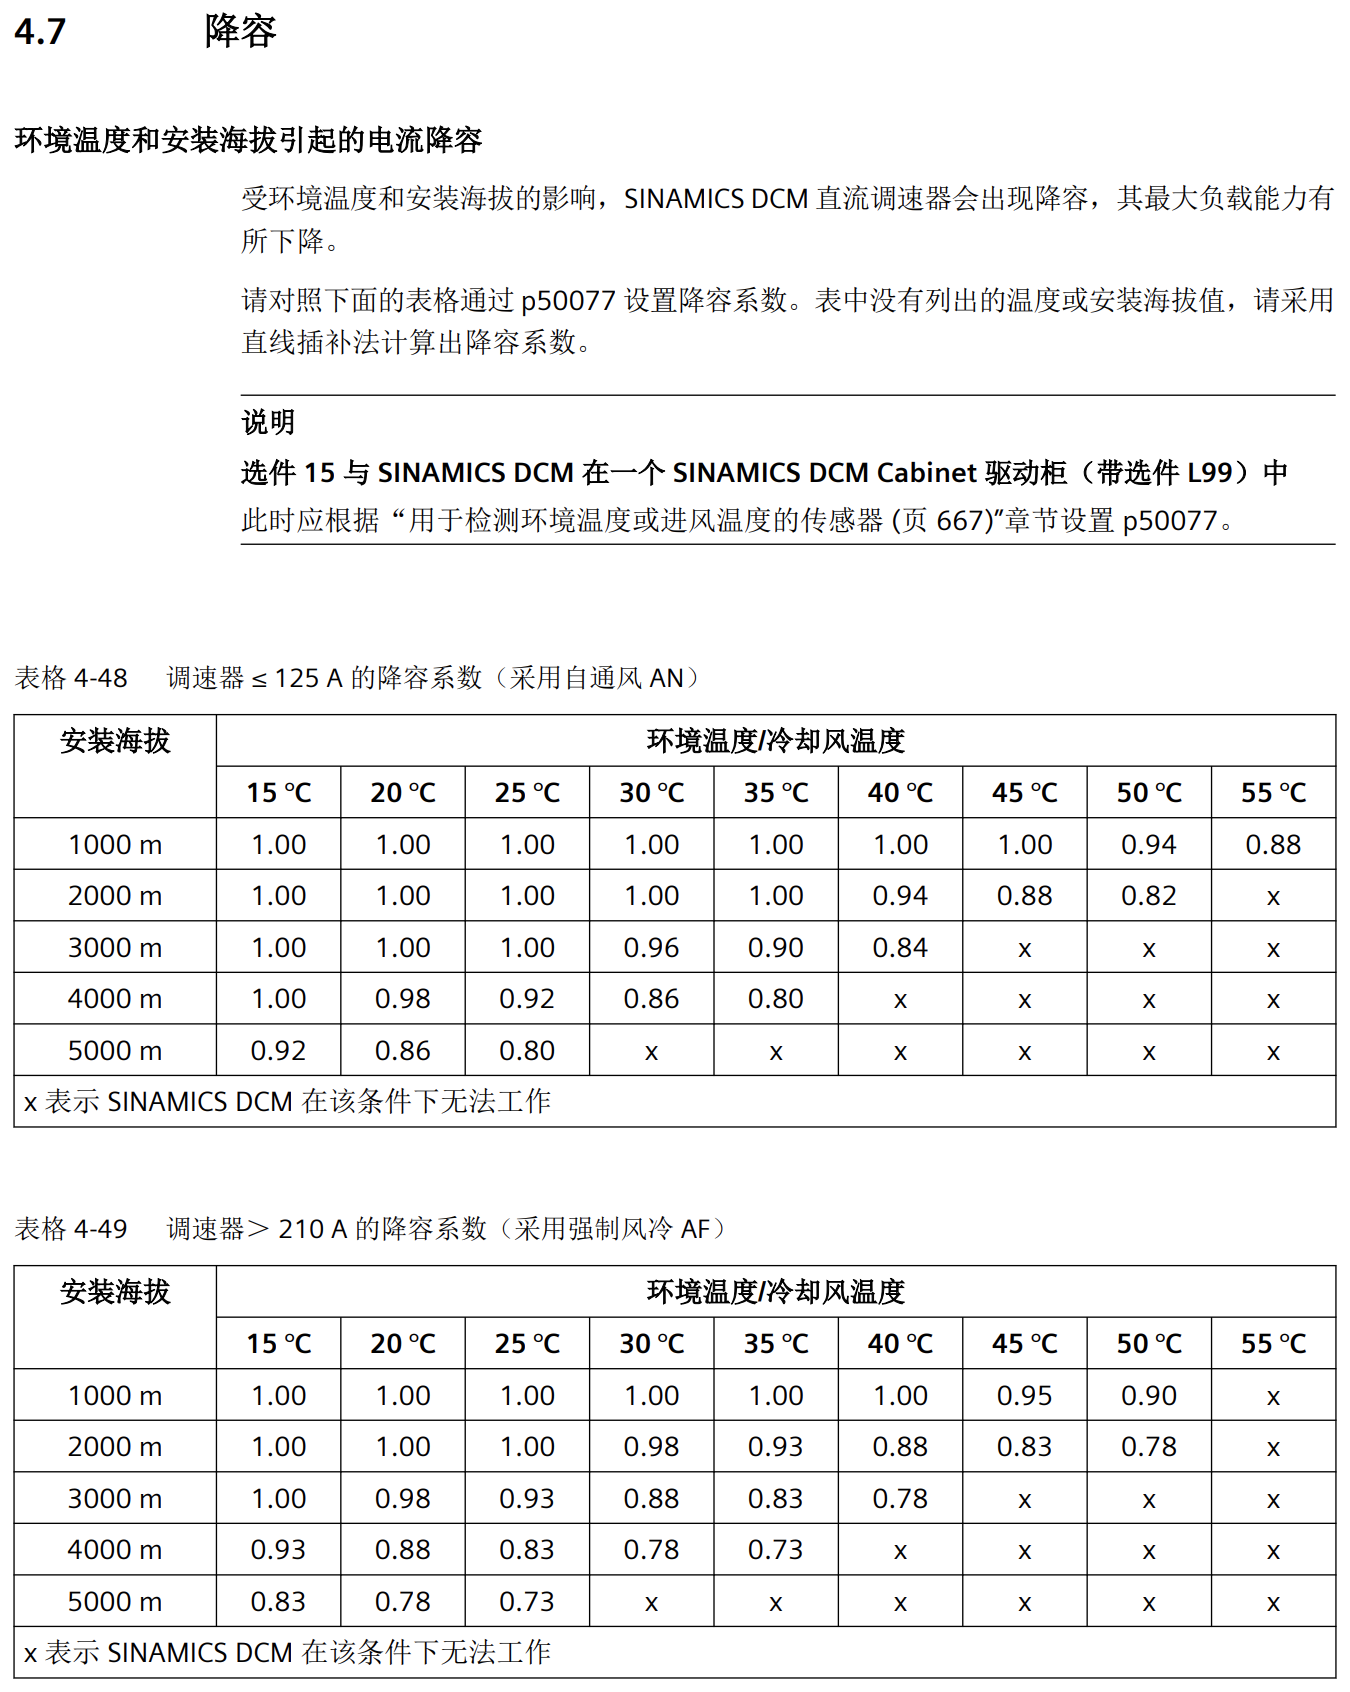 4.7 降容
环境温度和安装海拔引起的电流降容
受环境温度和安装海拔的影响，SINAMICS DCM 直流调速器会出现降容，其最大负载能力有
所下降。
请对照下面的表格通过 p50077 设置降容系数。表中没有列出的温度或安装海拔值，请采用
直线插补法计算出降容系数。
说明
选件 15 与 SINAMICS DCM 在一个 SINAMICS DCM Cabinet 驱动柜（带选件 L99）中
此时应根据“用于检测环境温度或进风温度的传感器 (页 667)”章节设置 p50077。
表格 4-48 调速器 ≤ 125 A 的降容系数（采用自通风 AN）
安装海拔 环境温度/冷却风温度
15 °C 20 °C 25 °C 30 °C 35 °C 40 °C 45 °C 50 °C 55 °C
1000 m 1.00 1.00 1.00 1.00 1.00 1.00 1.00 0.94 0.88
2000 m 1.00 1.00 1.00 1.00 1.00 0.94 0.88 0.82 x
3000 m 1.00 1.00 1.00 0.96 0.90 0.84 x x x
4000 m 1.00 0.98 0.92 0.86 0.80 x x x x
5000 m 0.92 0.86 0.80 x x x x x x
x 表示 SINAMICS DCM 在该条件下无法工作
表格 4-49 调速器＞ 210 A 的降容系数（采用强制风冷 AF）
安装海拔 环境温度/冷却风温度
15 °C 20 °C 25 °C 30 °C 35 °C 40 °C 45 °C 50 °C 55 °C
1000 m 1.00 1.00 1.00 1.00 1.00 1.00 0.95 0.90 x
2000 m 1.00 1.00 1.00 0.98 0.93 0.88 0.83 0.78 x
3000 m 1.00 0.98 0.93 0.88 0.83 0.78 x x x
4000 m 0.93 0.88 0.83 0.78 0.73 x x x x
5000 m 0.83 0.78 0.73 x x x x x x
x 表示 SINAMICS DCM 在该条件下无法工作